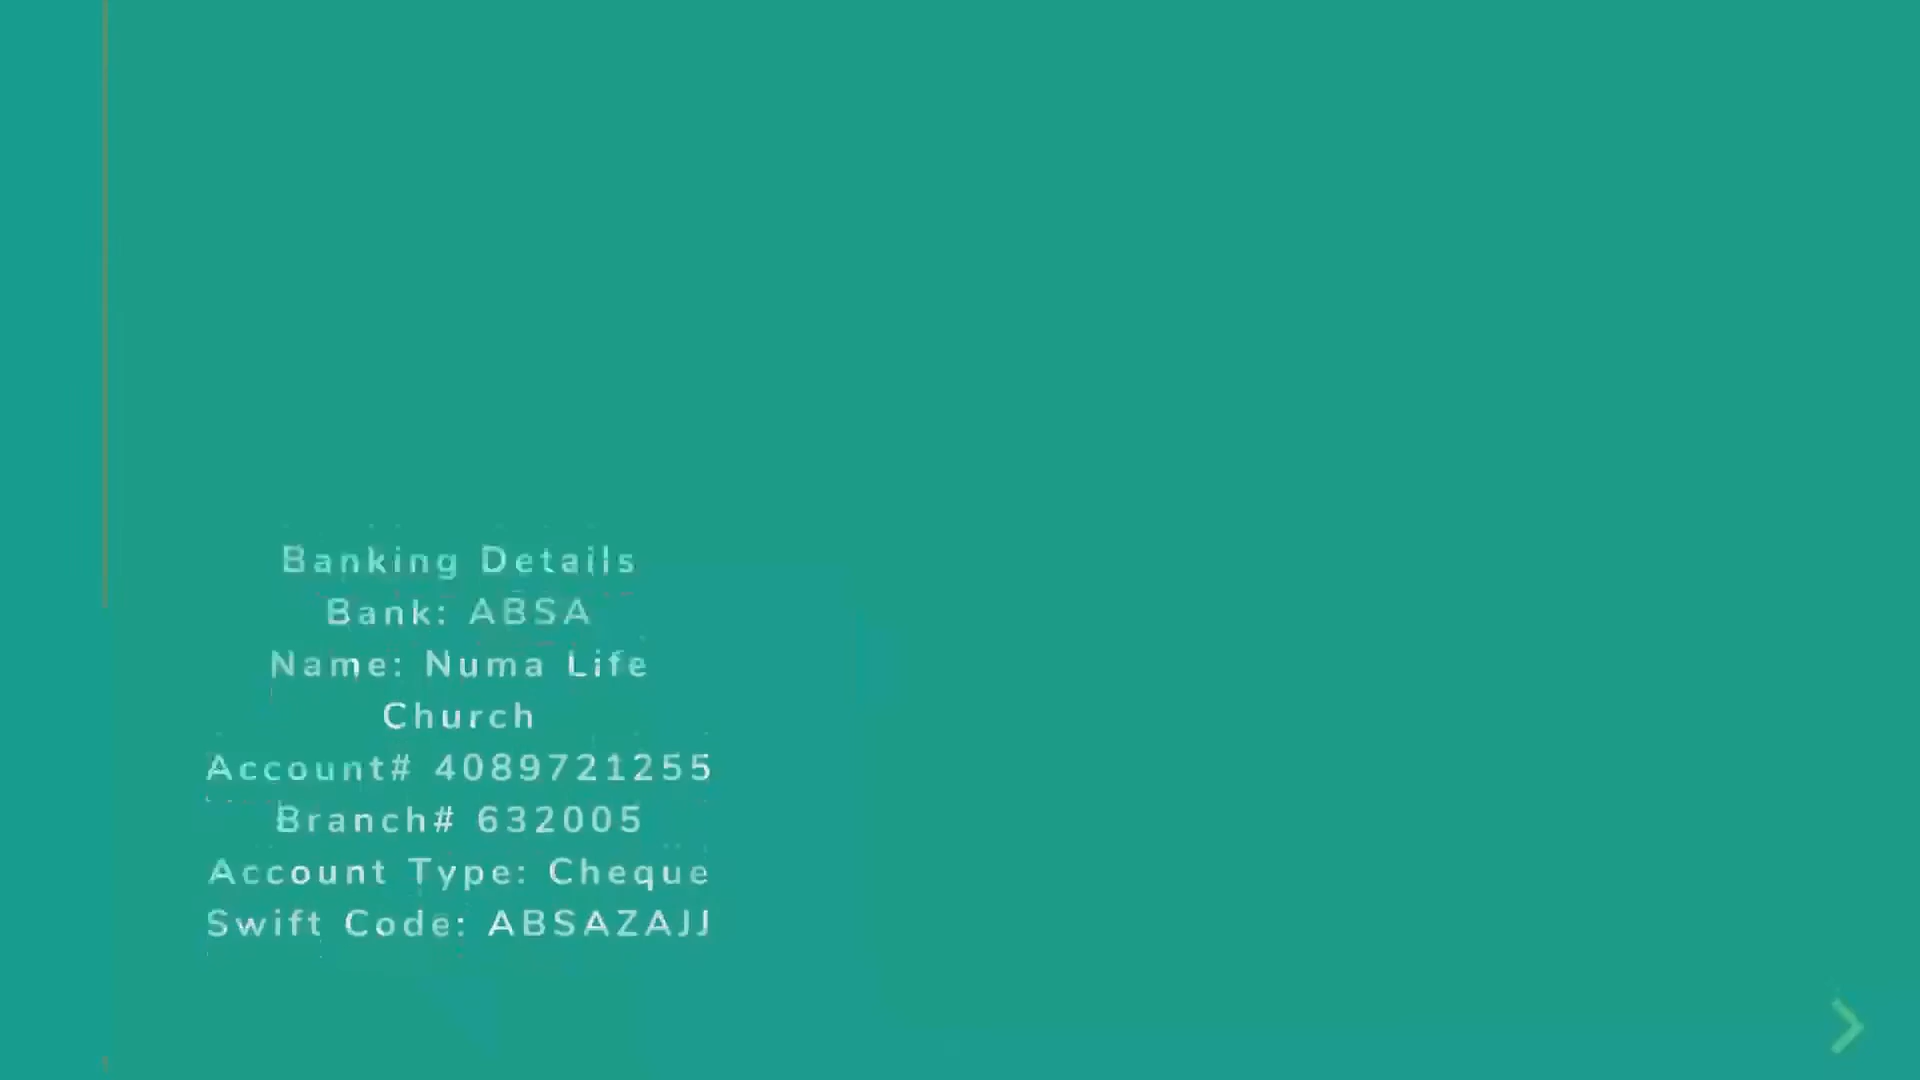 Banking Details
Bank: ABSA
Name: Numa Life
Church
Account# 4089721255
Branch# 632005
Account Type: Cheque
Swift Code: ABSAZAJJ